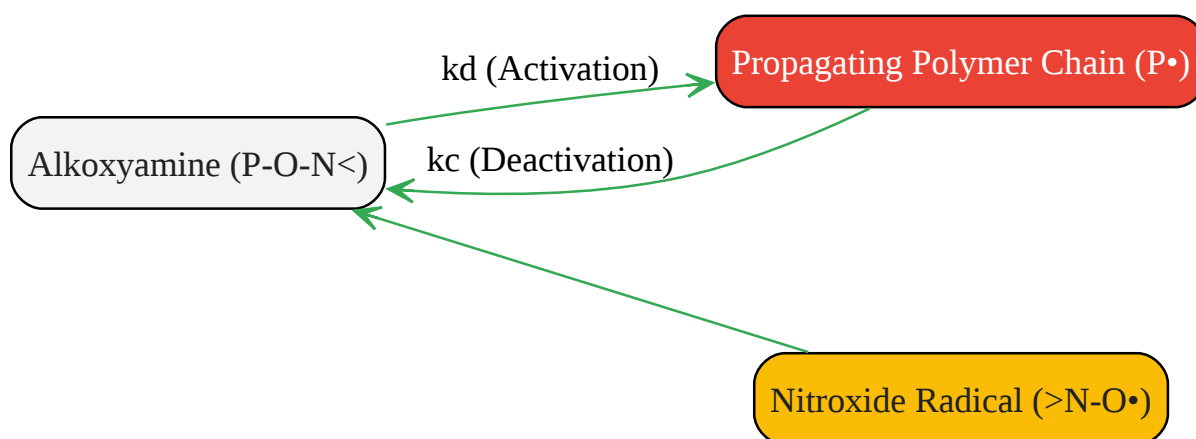 kd (Activation)
Propagating Polymer Chain (P•)
Alkoxyamine (P-O-N<)
kc (Deactivation)
Nitroxide Radical (>N-O•)